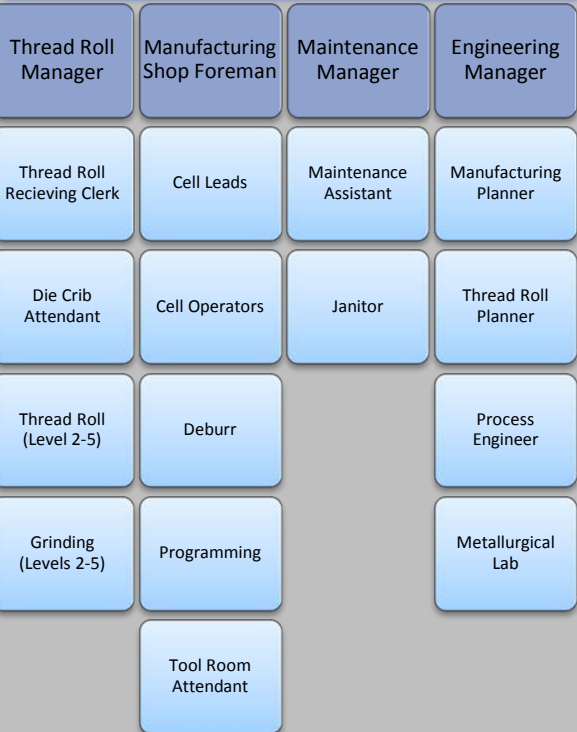 Thread Roll
Manager
Manufacturing
Shop Foreman
Maintenance
Manager
Engineering
Manager
Thread Roll
Recieving Clerk
Cell Leads
Maintenance
Assistant
Manufacturing
Planner
Die Crib
Attendant
Cell Operators
Janitor
Thread Roll
Planner
Thread Roll
(Level 2-5)
Deburr
Process
Engineer
Grinding
(Levels 2-5)
Programming
Metallurgical
Lab
Tool Room
Attendant